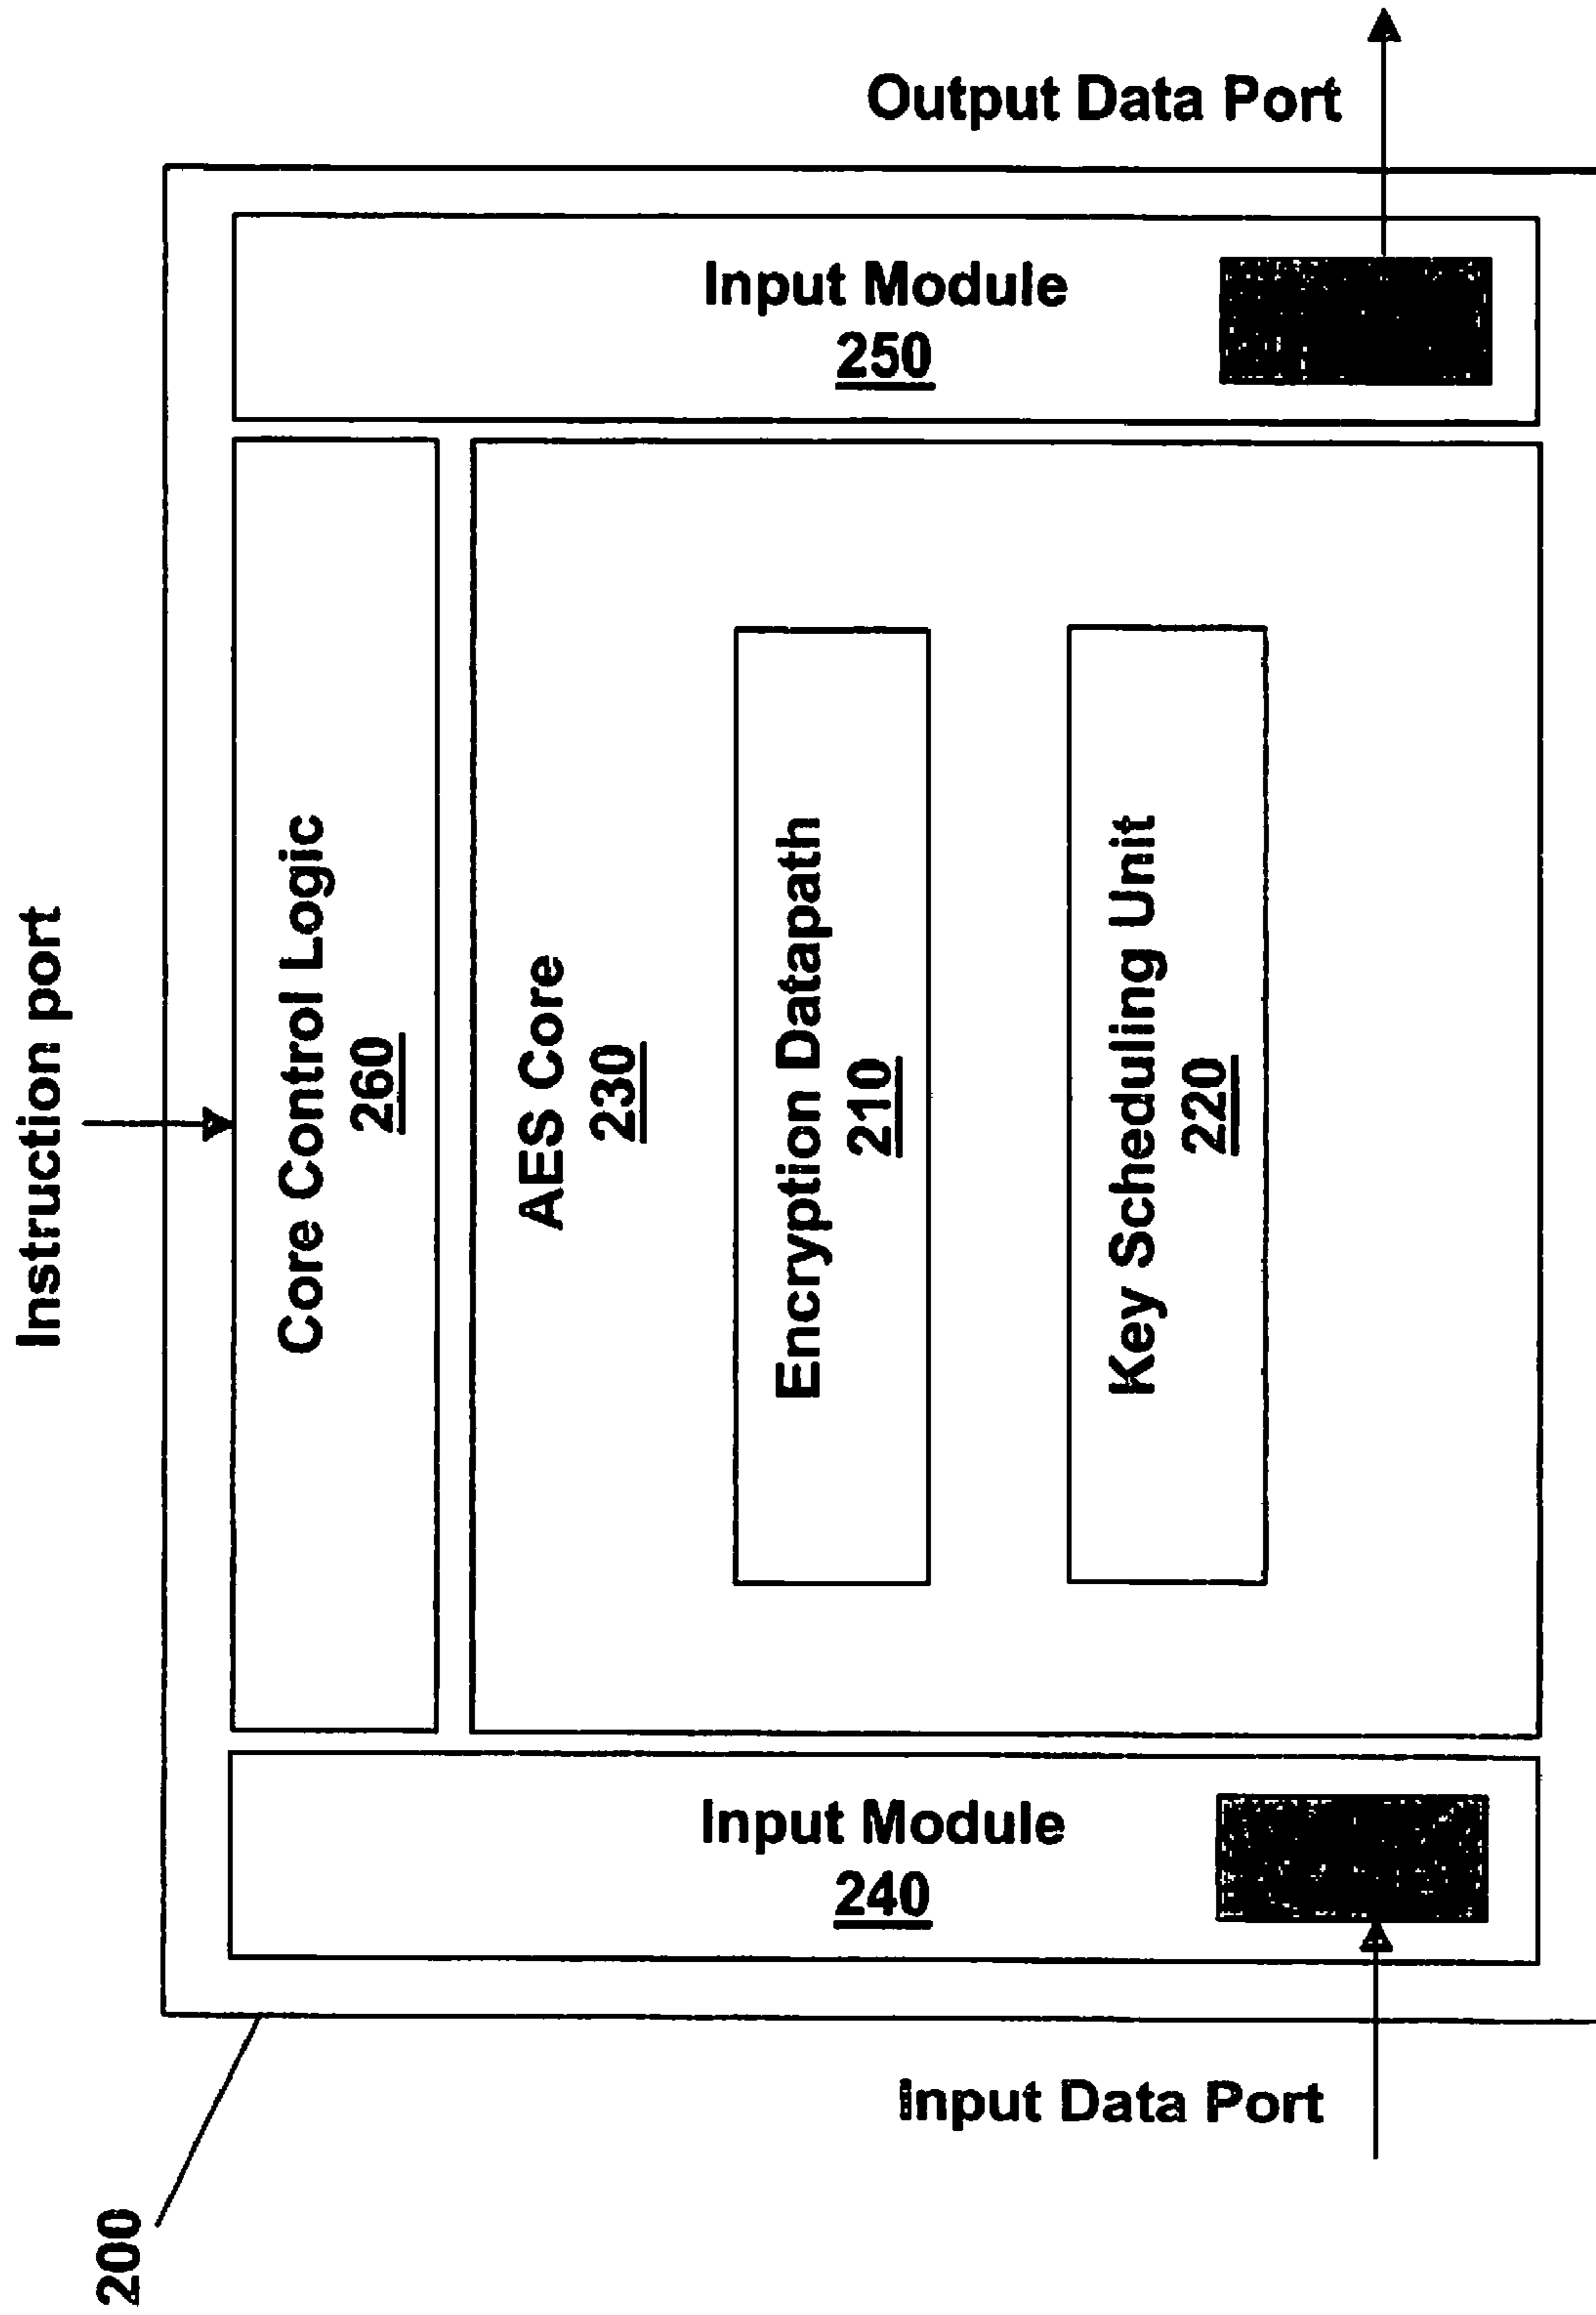 Instruction port
Output Data Port
Core Control Logic
260
Input Module
250
AES Core
230
Encryption Datapath
210
Key Scheduling Unit
220
Input Module
240
Input Data Port
200